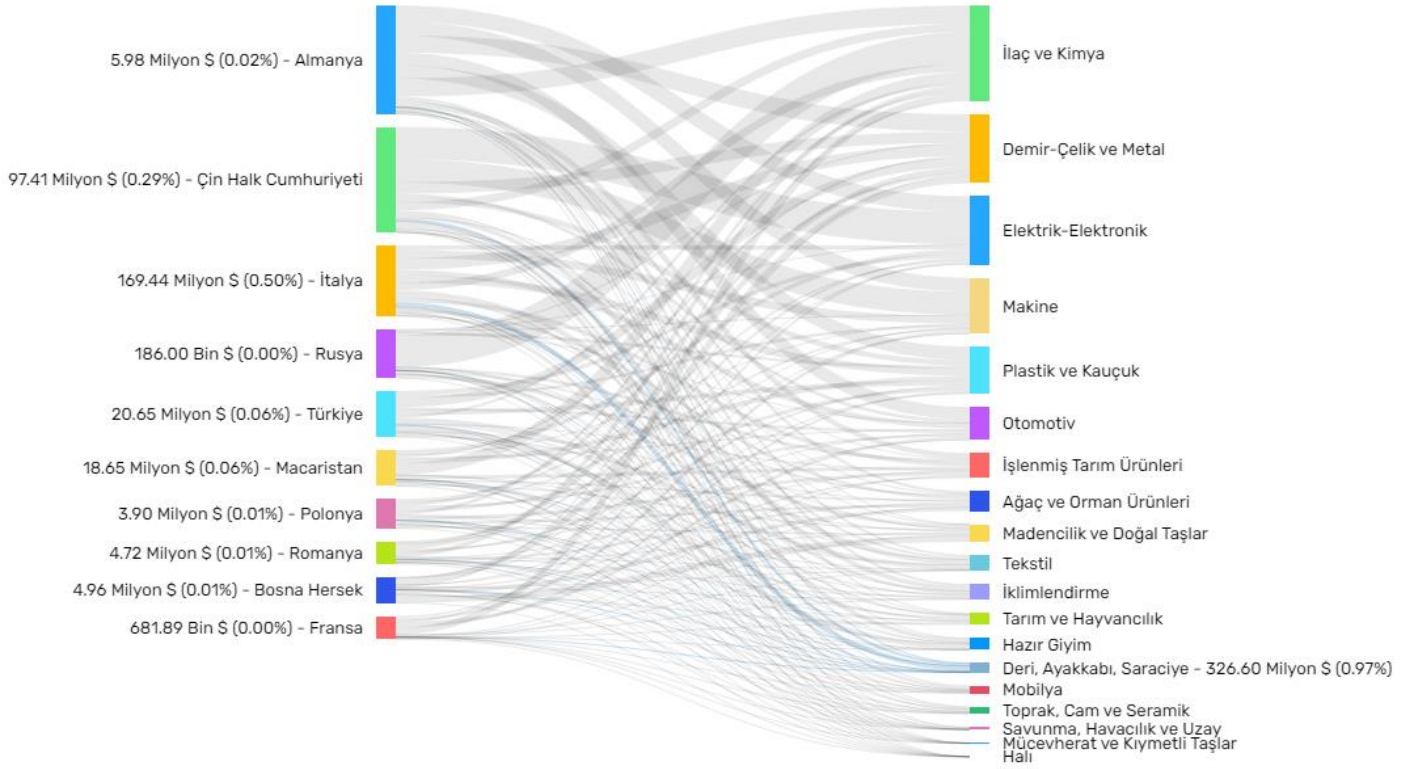 5.98 Milyon $ (0.02%) - Almanya
97.41 Milyon $ (0.29%) - Çin Halk Cumhuriyeti
169.44 Milyon $ (0.50%) - İtalya
186.00 Bin $ (0.00%) - Rusya
20.65 Milyon $ (0.06%) - Türkiye
18.65 Milyon $ (0.06%) - Macaristan
3.90 Milyon $ (0.01%) - Polonya
4.72 Milyon $ (0.01%) - Romanya
4.96 Milyon $ (0.01%) - Bosna Hersek
681.89 Bin $ (0.00%) - Fransa
İlaç ve Kimya
Demir-Çelik ve Metal
Elektrik-Elektronik
Makine
Plastik ve Kauçuk
Otomotiv
İşlenmiş Tarım Ürünleri
Ağaç ve Orman Ürünleri
Madencilik ve Doğal Taşlar
Tekstil
İklimlendirme
Tarım ve Hayvancılık
Hazır Giyim
Deri, Ayakkabı, Saraciye - 326.60 Milyon $ (0.97%)
Mobilya
Toprak, Cam ve Seramik
Savunma, Havacılık ve Uzay
Mücevherat ve Kıymetli Taşlar
Halı